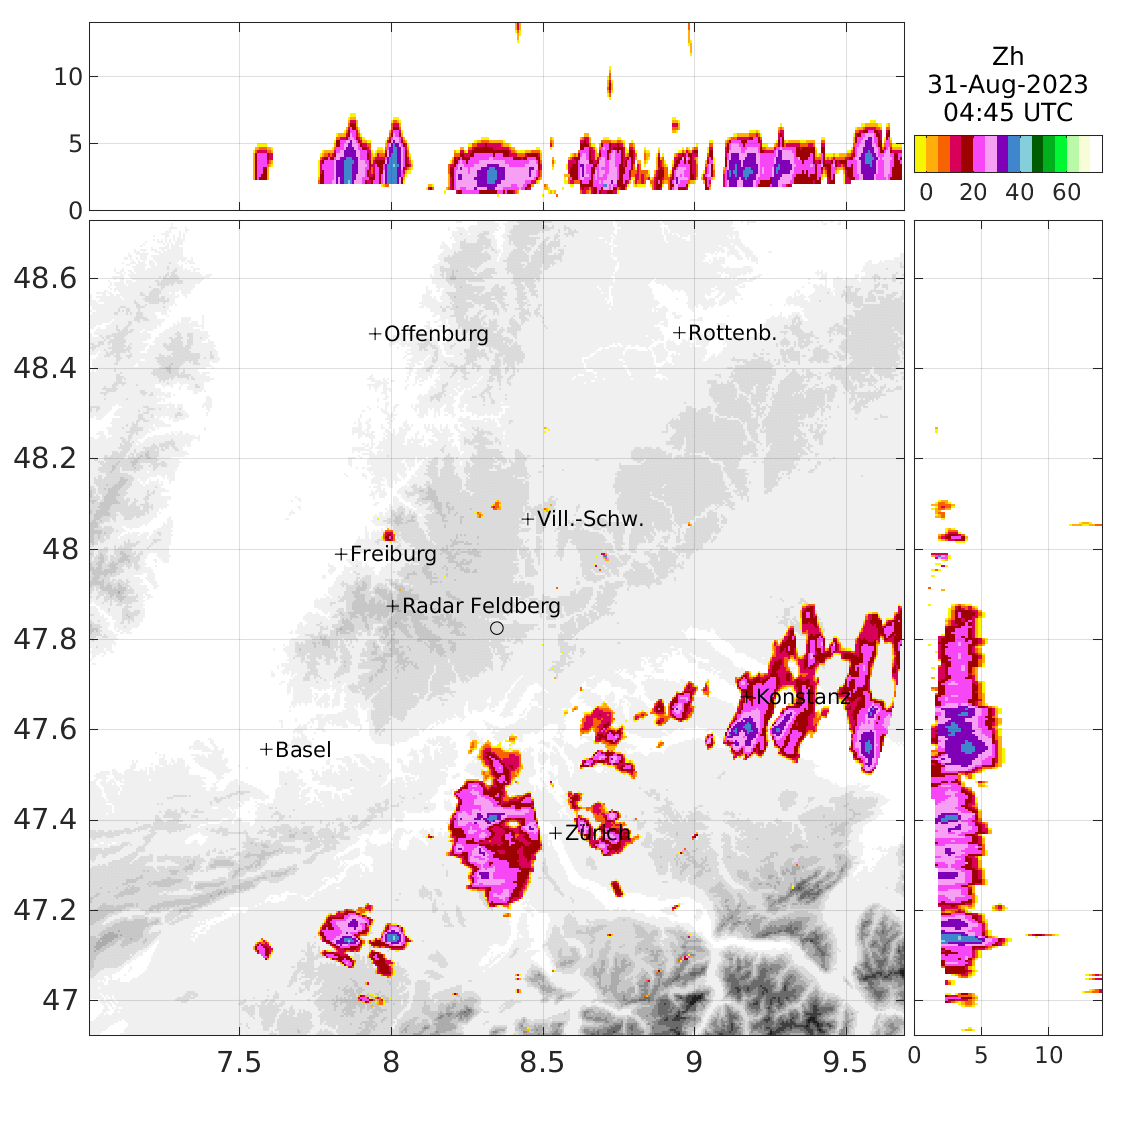 10
5
0
Zh
31-Aug-2023
04:45 UTC
0 20 40 60
48.6
48.4
48.2
48
47.8
47.6
47.4
47.2
47
+Offenburg
+Rottenb.
+Vill.-Schw.
+Freiburg
+Radar Feldberg
+Konstanz
+Basel
+Zürich
7.5 8 8.5 9 9.5
0 5 10